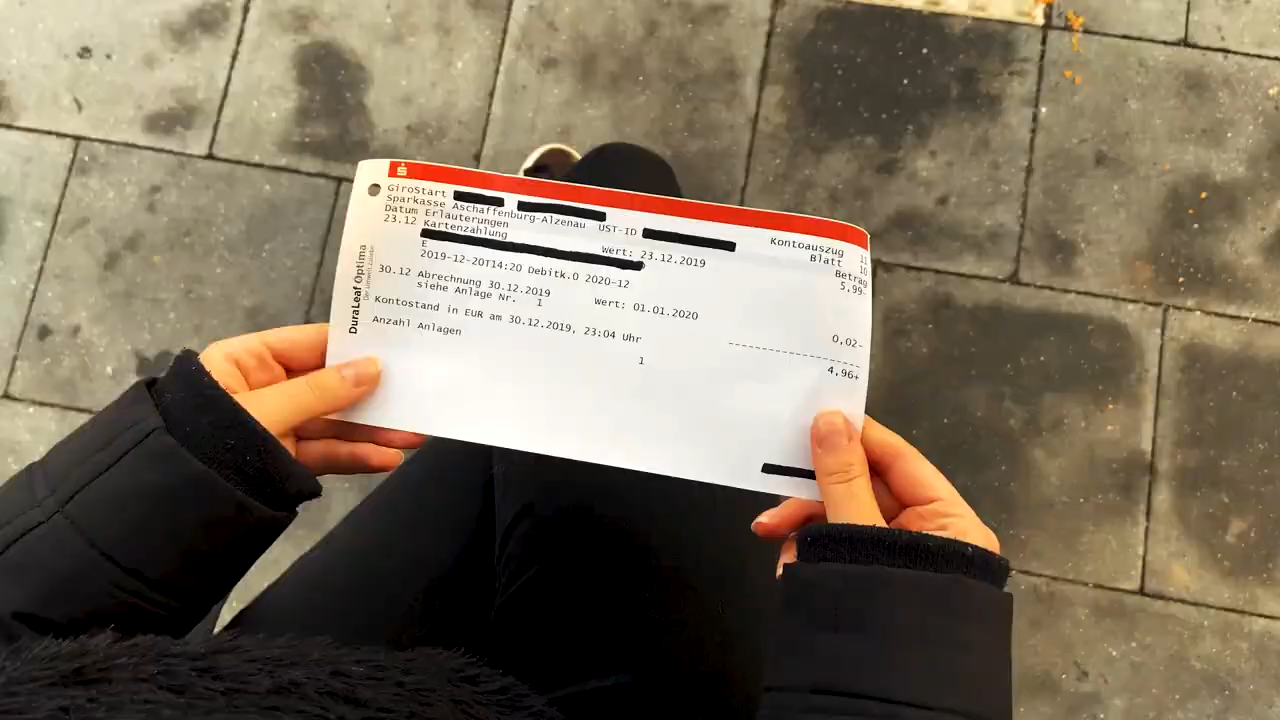 GiroStart
Kontoauszug 11
Sparkasse Aschaffenburg-Alzenau UST-ID
Blatt 10
Datum Erläuterungen
Betrag
23.12 Kartenzahlung Wert: 23.12.2019 5,99-
E
2019-12-20T14:20 Debitk.0 2020-12
30.12 Abrechnung 30.12.2019 Wert: 01.01.2020 0,02-
siehe Anlage Nr. 1
Kontostand in EUR am 30.12.2019, 23:04 Uhr 4,96+
Anzahl Anlagen 1
DuraLeaf Optima